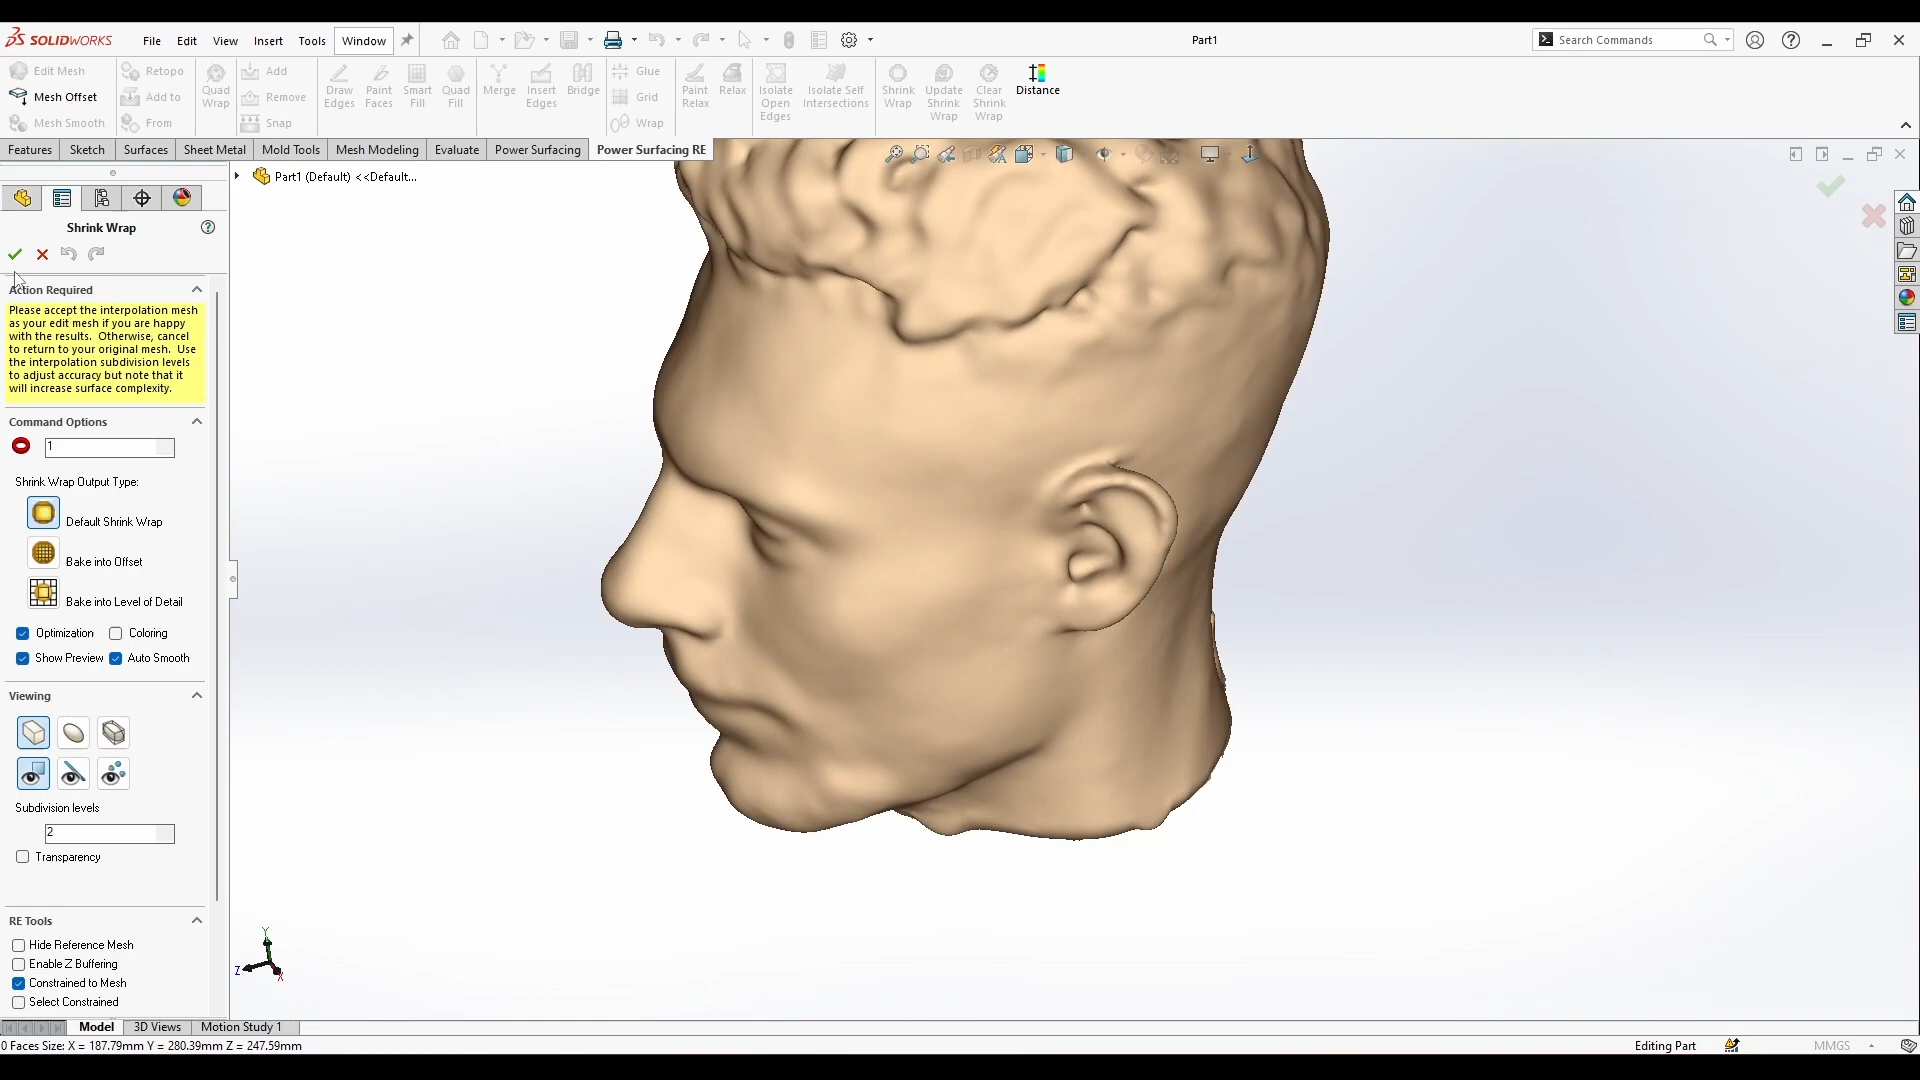 SOLIDWORKS File Edit View Insert Tools Window Part1 Search Commands
Edit Mesh Retopo Add Glue
Mesh Offset Add to Remove Grid
Mesh Smooth From Snap Wrap
Quad Wrap
Draw Edges
Paint Faces
Smart Fill
Quad Fill
Merge
Insert Edges
Bridge
Paint Relax
Relax
Isolate Open Edges
Isolate Self Intersections
Shrink Wrap
Update Shrink Wrap
Clear Shrink Wrap
Distance
Features Sketch Surfaces Sheet Metal Mold Tools Mesh Modeling Evaluate Power Surfacing Power Surfacing RE
Part1 (Default) <<Default...
Shrink Wrap
Action Required
Please accept the interpolation mesh
as your edit mesh if you are happy
with the results. Otherwise, cancel
to return to your original mesh. Use
the interpolation subdivision levels
to adjust accuracy but note that it
will increase surface complexity.
Command Options
1
Shrink Wrap Output Type:
Default Shrink Wrap
Bake into Offset
Bake into Level of Detail
Optimization Coloring
Show Preview Auto Smooth
Viewing
Subdivision levels
2
Transparency
RE Tools
Hide Reference Mesh
Enable Z Buffering
Constrained to Mesh
Select Constrained
Y
Z
X
Model 3D Views Motion Study 1
0 Faces Size: X = 187.79mm Y = 280.39mm Z = 247.59mm Editing Part MMGS